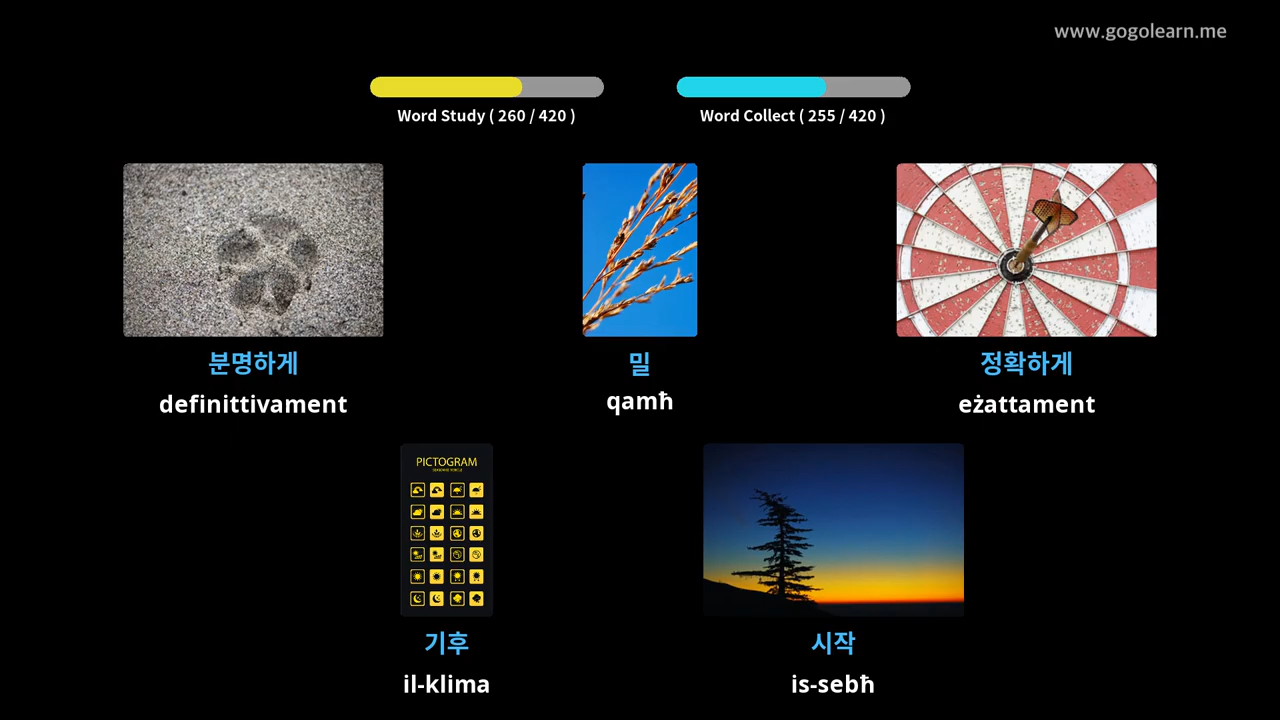 www.gogolearn.me
Word Study ( 260 / 420 )
Word Collect ( 255 / 420 )
분명하게
definittivament
밀
qamħ
정확하게
eżattament
PICTOGRAM
기후
il-klima
시작
is-sebħ